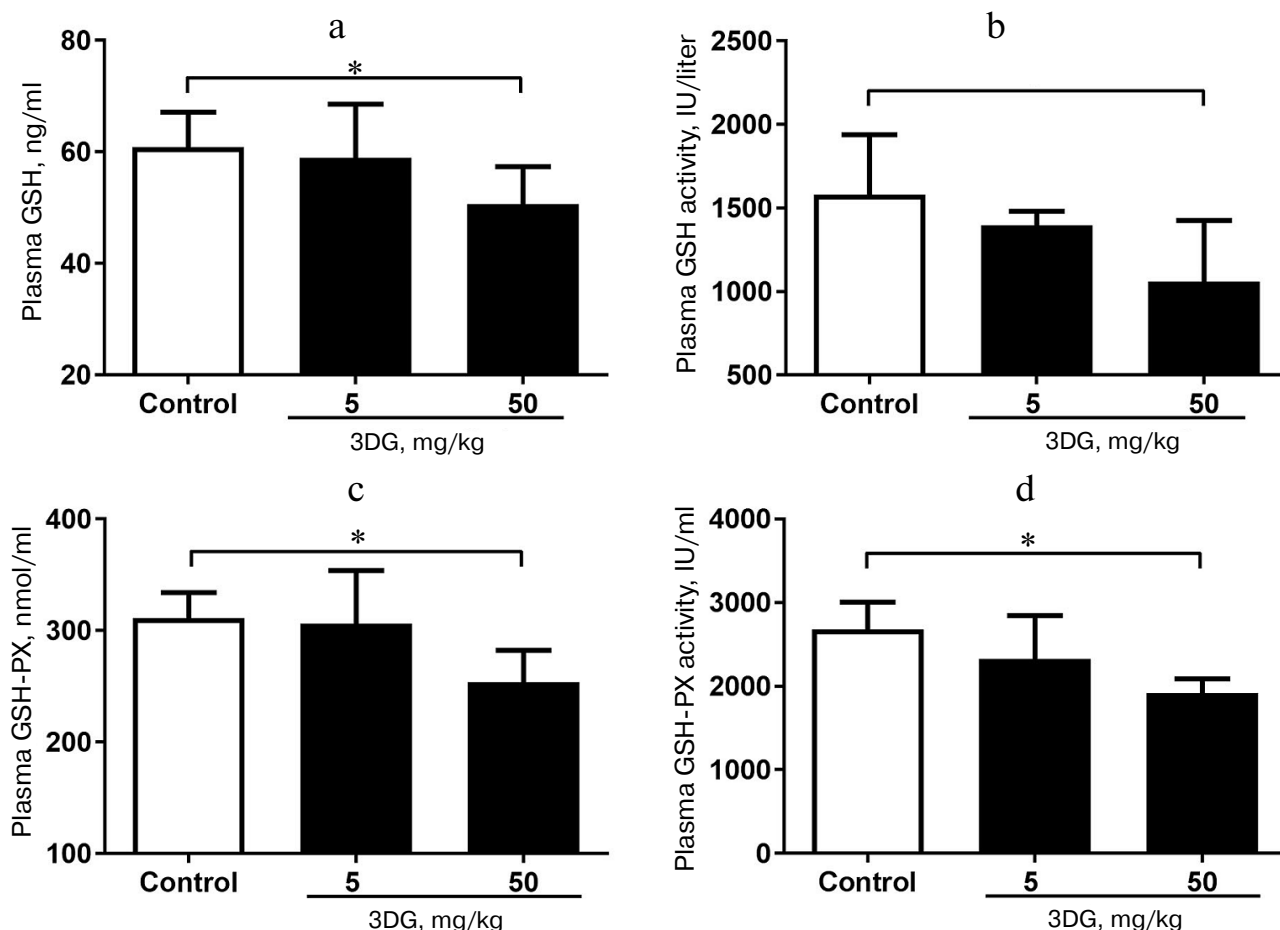 a
Plasma GSH, ng/ml
80
60
40
20
*
Control
5
50
3DG, mg/kg
b
Plasma GSH activity, IU/liter
2500
2000
1500
1000
500
Control
5
50
3DG, mg/kg
c
Plasma GSH-PX, nmol/ml
400
300
200
100
*
Control
5
50
3DG, mg/kg
d
Plasma GSH-PX activity, IU/ml
4000
3000
2000
1000
0
*
Control
5
50
3DG, mg/kg